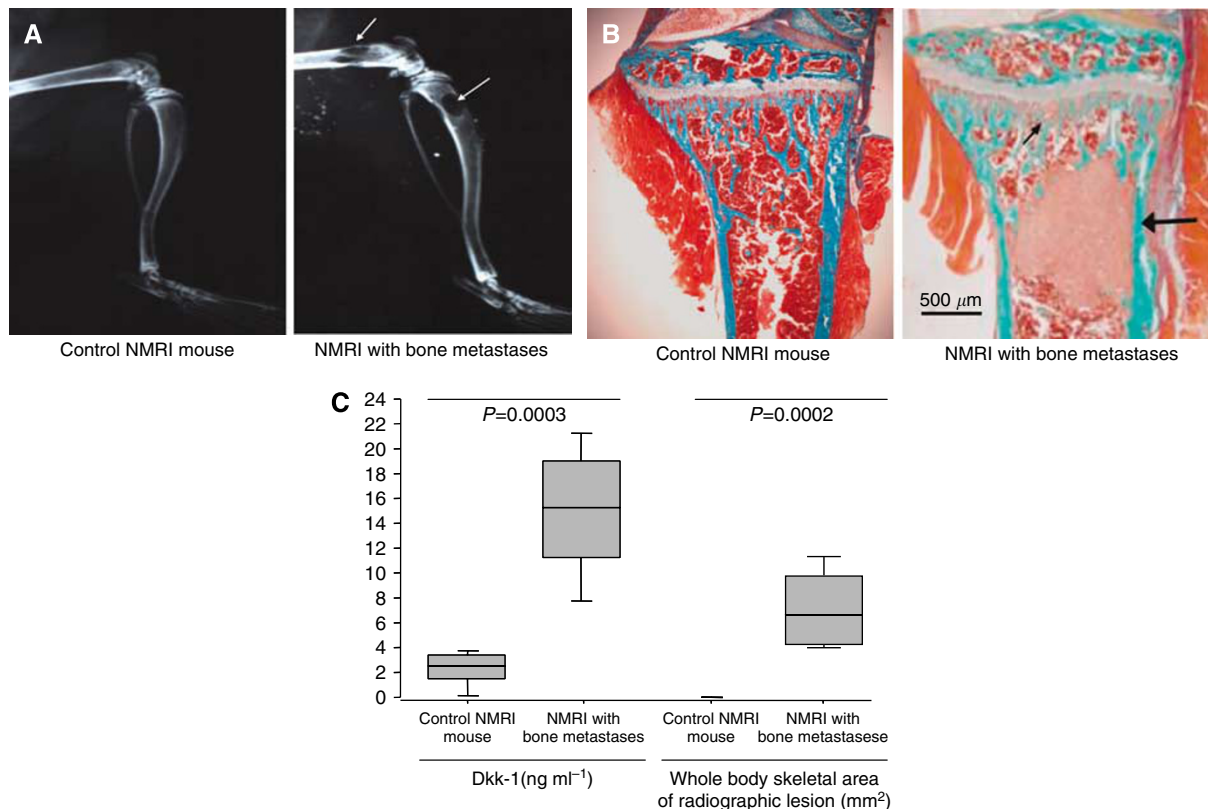 A
B
500 μm
Control NMRI mouse
NMRI with bone metastases
Control NMRI mouse
NMRI with bone metastases
C
24
22
20
18
16
14
12
10
8
6
4
2
0
P=0.0003
P=0.0002
Control NMRI
mouse
NMRI with
bone metastases
Control NMRI
mouse
NMRI with
bone metastasese
Dkk-1(ng ml⁻¹)
Whole body skeletal area
of radiographic lesion (mm²)